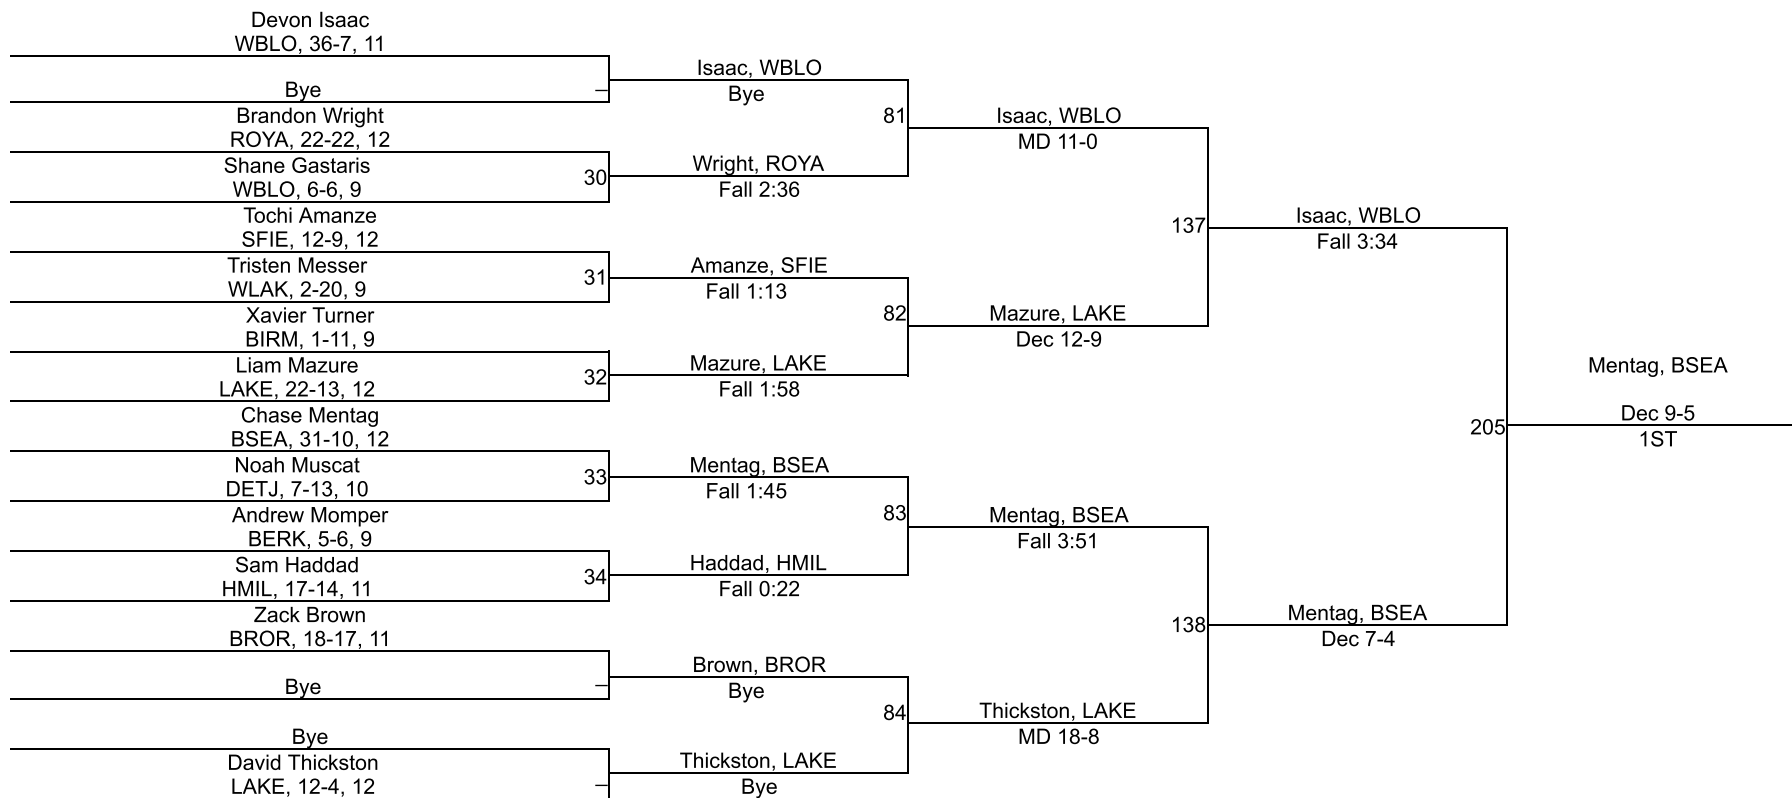 Devon Isaac
WBLO, 36-7, 11
Bye
–
Brandon Wright
ROYA, 22-22, 12
Shane Gastaris
WBLO, 6-6, 9
30
Tochi Amanze
SFIE, 12-9, 12
Tristen Messer
WLAK, 2-20, 9
31
Xavier Turner
BIRM, 1-11, 9
Liam Mazure
LAKE, 22-13, 12
32
Chase Mentag
BSEA, 31-10, 12
Noah Muscat
DETJ, 7-13, 10
33
Andrew Momper
BERK, 5-6, 9
Sam Haddad
HMIL, 17-14, 11
34
Zack Brown
BROR, 18-17, 11
Bye
–
Bye
David Thickston
LAKE, 12-4, 12
–
Isaac, WBLO
Bye
81
Wright, ROYA
Fall 2:36
Amanze, SFIE
Fall 1:13
82
Mazure, LAKE
Fall 1:58
Mentag, BSEA
Fall 1:45
83
Haddad, HMIL
Fall 0:22
Brown, BROR
Bye
84
Thickston, LAKE
Bye
Isaac, WBLO
MD 11-0
137
Mazure, LAKE
Dec 12-9
Mentag, BSEA
Fall 3:51
138
Thickston, LAKE
MD 18-8
Isaac, WBLO
Fall 3:34
205
Mentag, BSEA
Dec 7-4
Mentag, BSEA
Dec 9-5
1ST